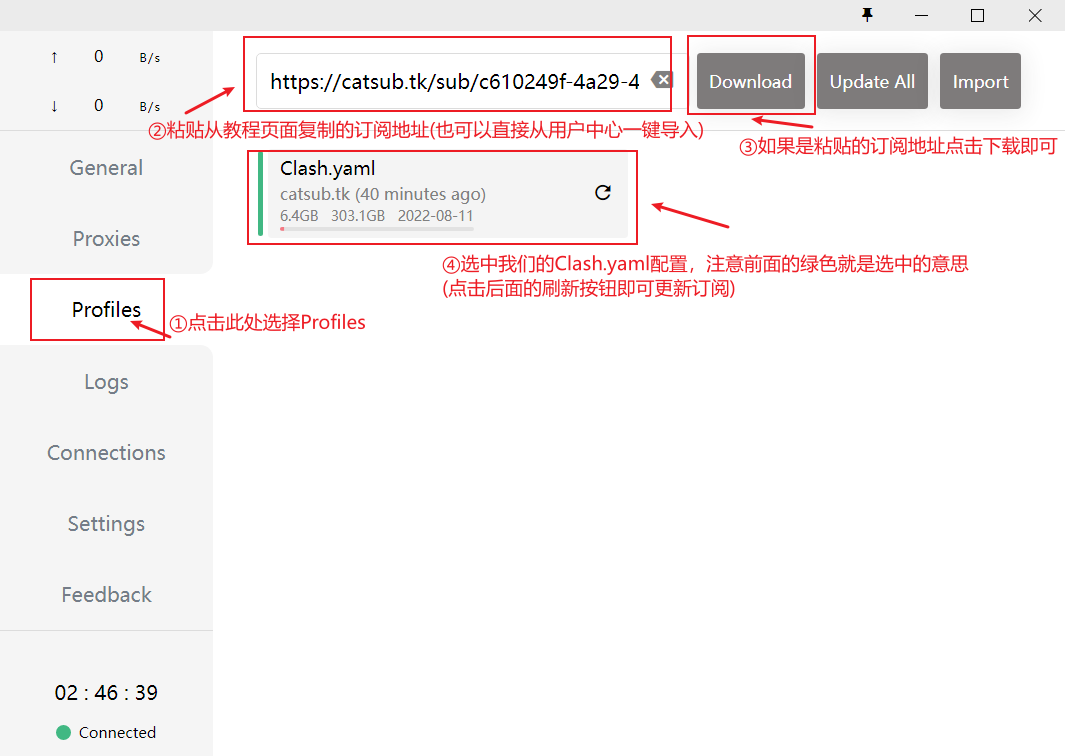 ↑ 0 B/s
https://catsub.tk/sub/c610249f-4a29-4
Download
Update All
Import
↓ 0 B/s
②粘贴从教程页面复制的订阅地址(也可以直接从用户中心一键导入)
③如果是粘贴的订阅地址点击下载即可
General
Clash.yaml
catsub.tk (40 minutes ago)
6.4GB 303.1GB 2022-08-11
Proxies
④选中我们的Clash.yaml配置，注意前面的绿色就是选中的意思
(点击后面的刷新按钮即可更新订阅)
Profiles
①点击此处选择Profiles
Logs
Connections
Settings
Feedback
02 : 46 : 39
Connected